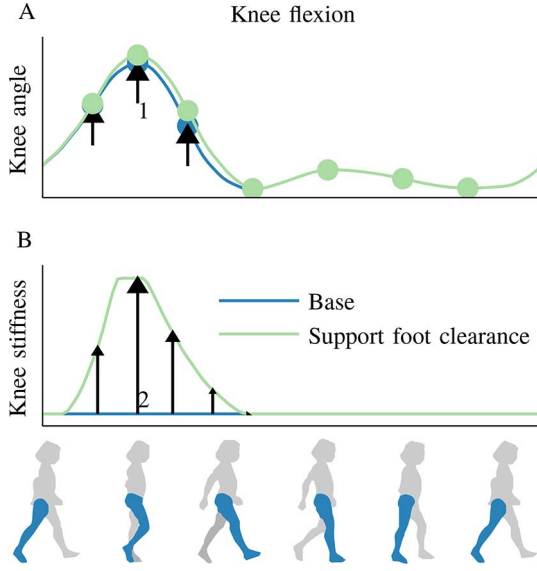 A
Knee flexion
Knee angle
1
B
Knee stiffness
Base
Support foot clearance
2